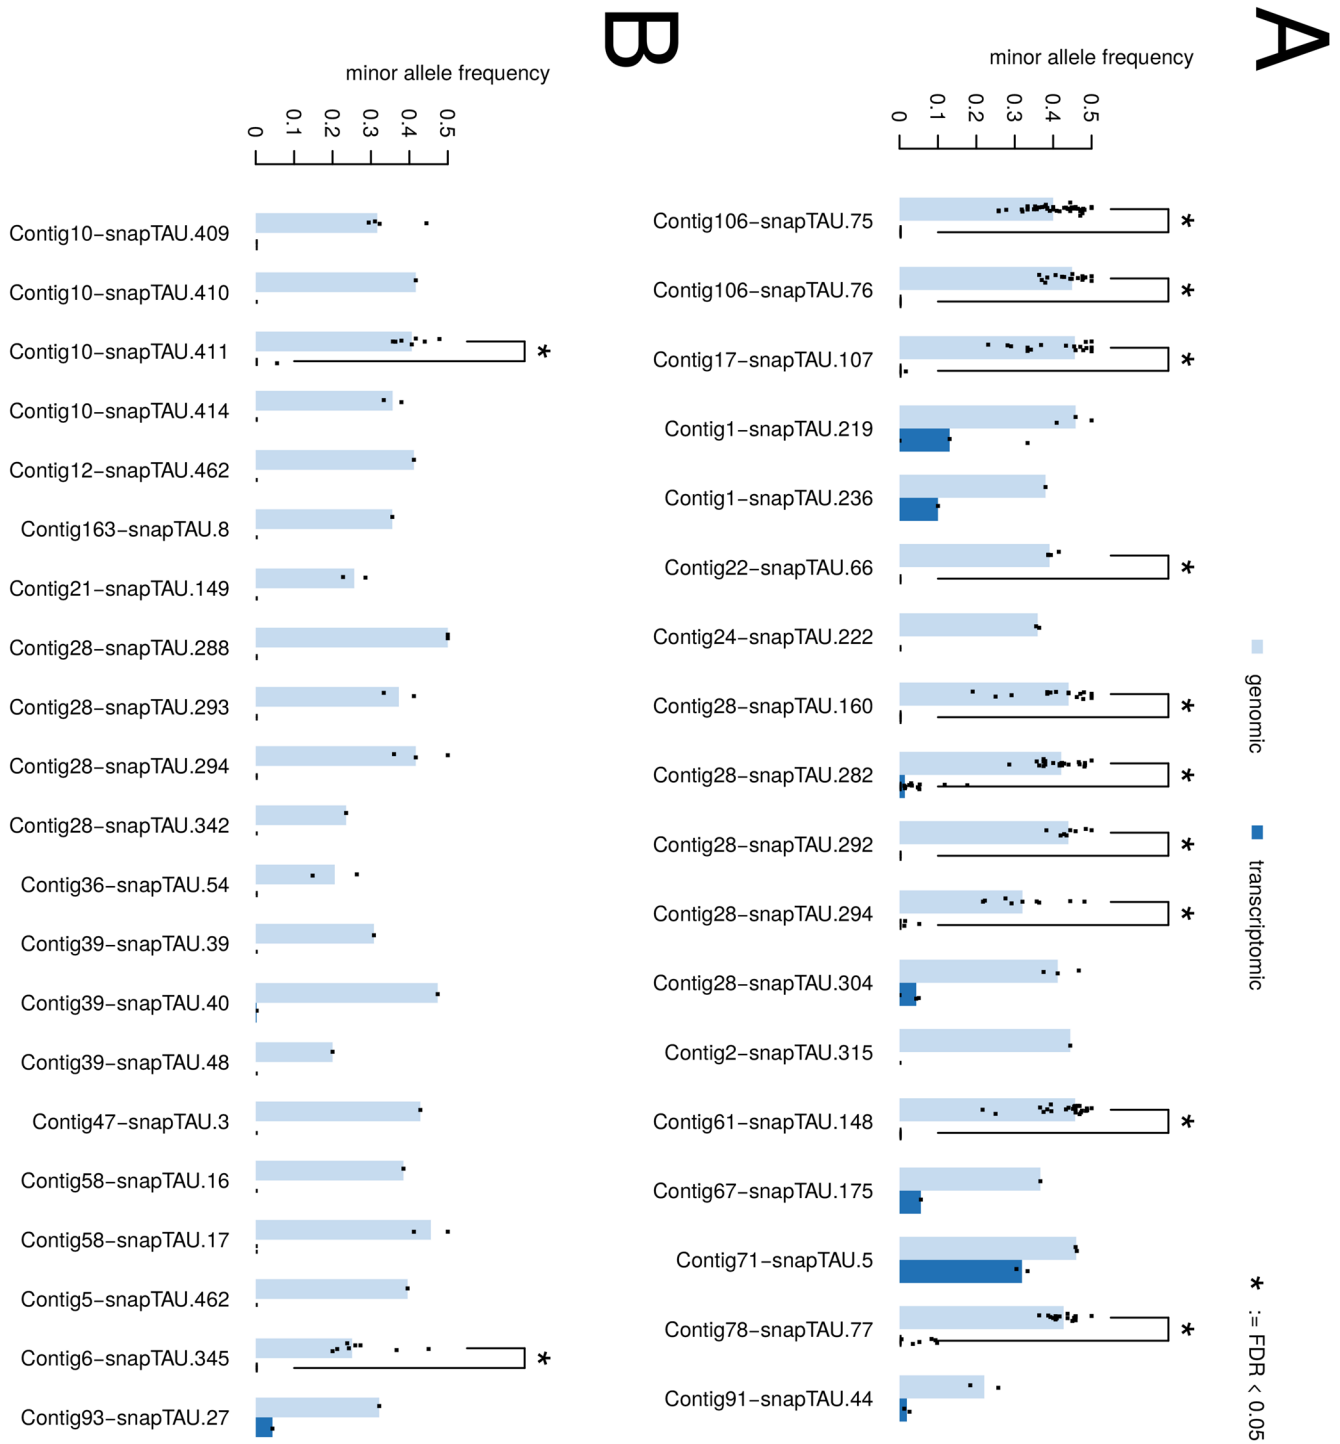 A
minor allele frequency
0
0.1
0.2
0.3
0.4
0.5
Contig106−snapTAU.75
*
Contig106−snapTAU.76
*
Contig17−snapTAU.107
*
Contig1−snapTAU.219
Contig1−snapTAU.236
Contig22−snapTAU.66
*
Contig24−snapTAU.222
Contig28−snapTAU.160
*
Contig28−snapTAU.282
*
Contig28−snapTAU.292
*
Contig28−snapTAU.294
*
Contig28−snapTAU.304
Contig2−snapTAU.315
Contig61−snapTAU.148
*
Contig67−snapTAU.175
Contig71−snapTAU.5
Contig78−snapTAU.77
*
Contig91−snapTAU.44
genomic
transcriptomic
* := FDR < 0.05
B
minor allele frequency
0
0.1
0.2
0.3
0.4
0.5
Contig10−snapTAU.409
Contig10−snapTAU.410
Contig10−snapTAU.411
*
Contig10−snapTAU.414
Contig12−snapTAU.462
Contig163−snapTAU.8
Contig21−snapTAU.149
Contig28−snapTAU.288
Contig28−snapTAU.293
Contig28−snapTAU.294
Contig28−snapTAU.342
Contig36−snapTAU.54
Contig39−snapTAU.39
Contig39−snapTAU.40
Contig39−snapTAU.48
Contig47−snapTAU.3
Contig58−snapTAU.16
Contig58−snapTAU.17
Contig5−snapTAU.462
Contig6−snapTAU.345
*
Contig93−snapTAU.27